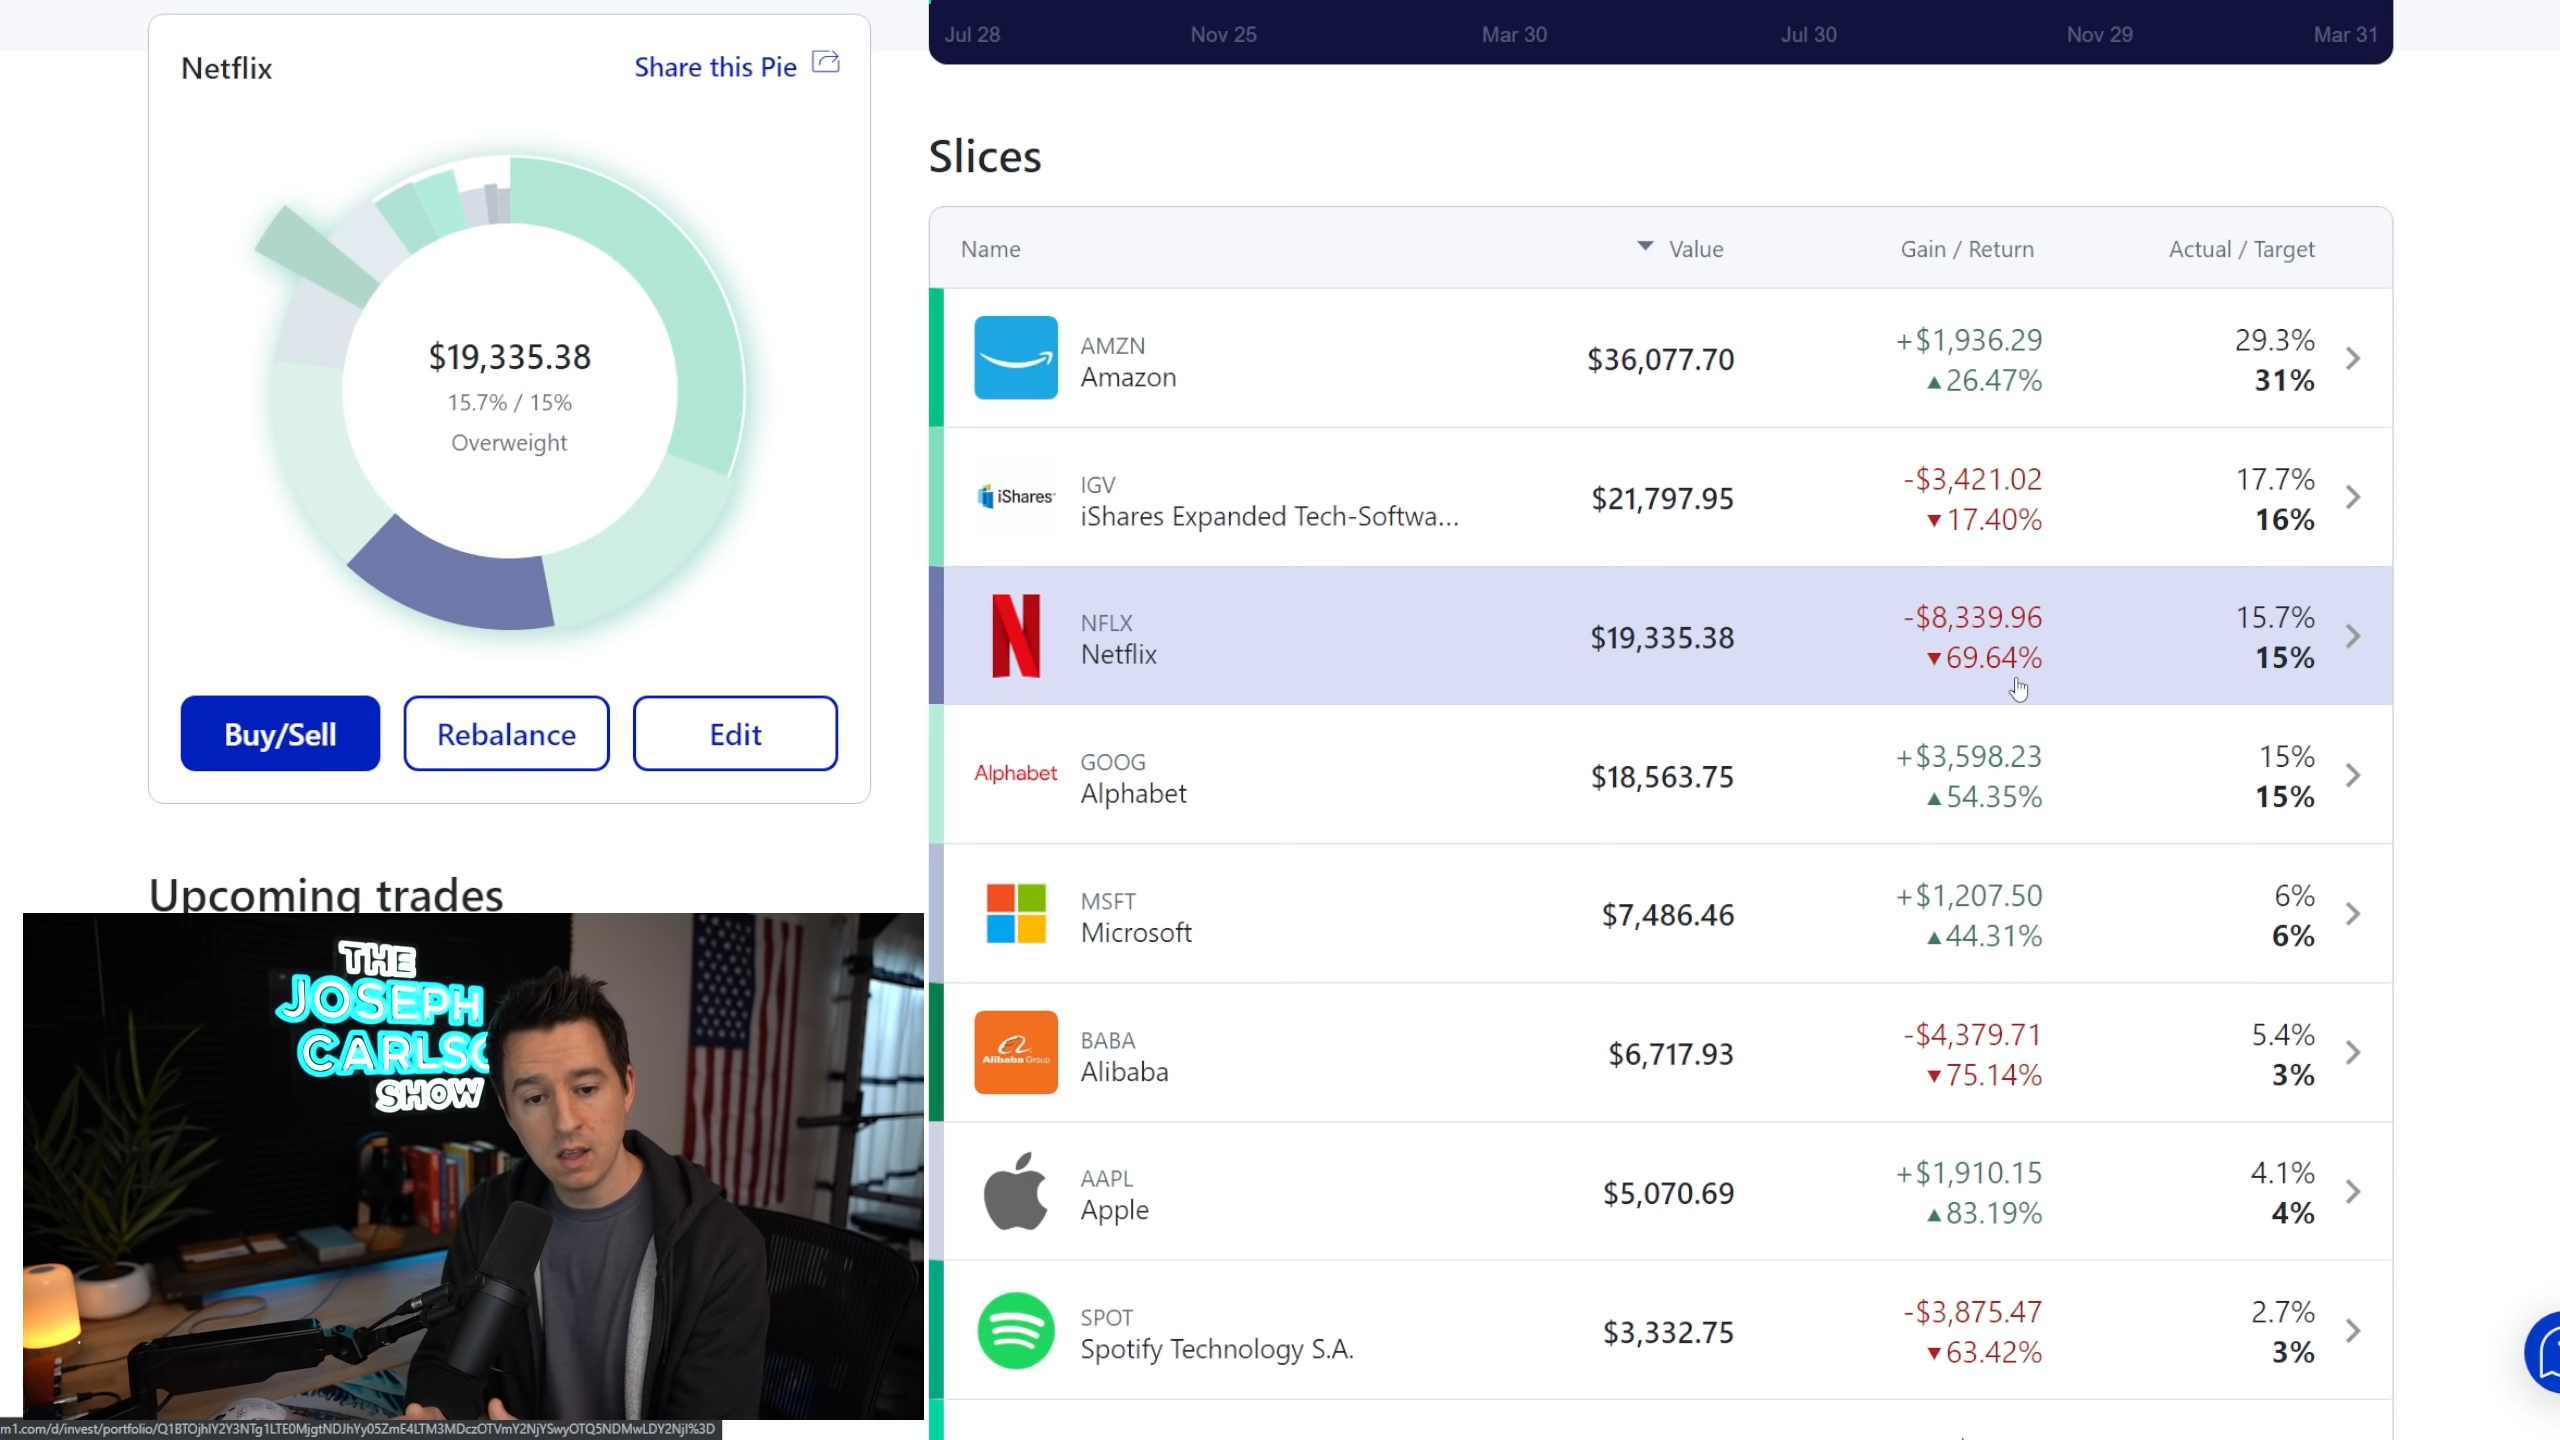 Netflix
Share this Pie
$19,335.38
15.7% / 15%
Overweight
Buy/Sell
Rebalance
Edit
Upcoming trades
THE
JOSEPH
CARLSO
SHOW
Jul 28
Nov 25
Mar 30
Jul 30
Nov 29
Mar 31
Slices
Name
Value
Gain / Return
Actual / Target
AMZN
Amazon
$36,077.70
+$1,936.29
▲26.47%
29.3%
31%
iShares
IGV
iShares Expanded Tech-Softwa...
$21,797.95
-$3,421.02
▼17.40%
17.7%
16%
N
NFLX
Netflix
$19,335.38
-$8,339.96
▼69.64%
15.7%
15%
Alphabet
GOOG
Alphabet
$18,563.75
+$3,598.23
▲54.35%
15%
15%
MSFT
Microsoft
$7,486.46
+$1,207.50
▲44.31%
6%
6%
Alibaba Group
BABA
Alibaba
$6,717.93
-$4,379.71
▼75.14%
5.4%
3%
AAPL
Apple
$5,070.69
+$1,910.15
▲83.19%
4.1%
4%
SPOT
Spotify Technology S.A.
$3,332.75
-$3,875.47
▼63.42%
2.7%
3%